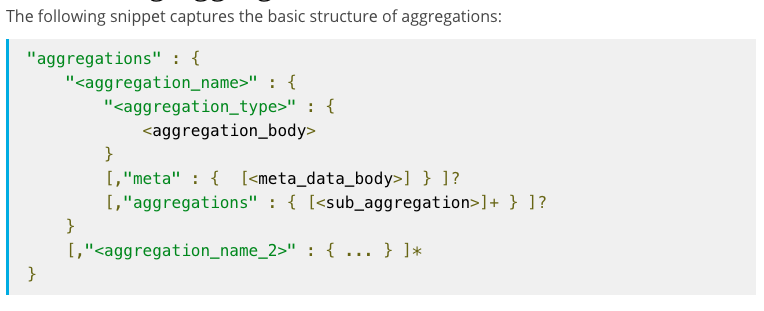 The following snippet captures the basic structure of aggregations:
"aggregations" : {
    "<aggregation_name>" : {
        "<aggregation_type>" : {
            <aggregation_body>
        }
        [,"meta" : {  [<meta_data_body>] } ]?
        [,"aggregations" : { [<sub_aggregation>]+ } ]?
    }
    [,"<aggregation_name_2>" : { ... } ]*
}